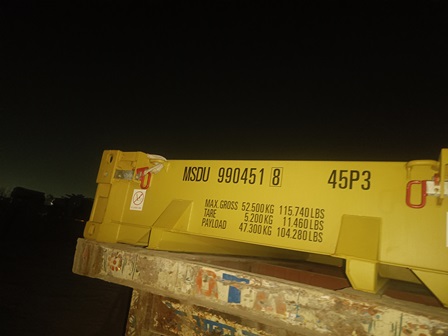 MSDU 990451 8 45P3
MAX. GROSS 52.500 KG 115.740 LBS
TARE 5.200 KG 11.460 LBS
PAYLOAD 47.300 KG 104.280 LBS